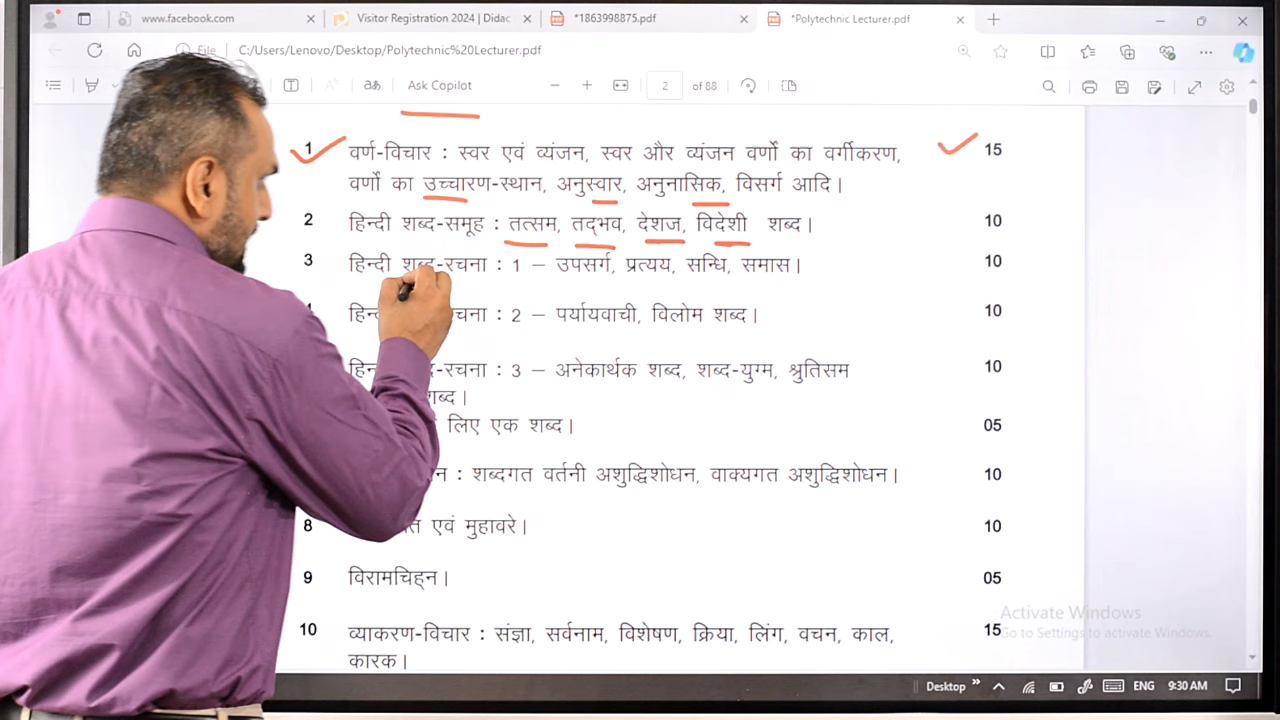 www.facebook.com
Visitor Registration 2024 | Didac
*1863998875.pdf
*Polytechnic Lecturer.pdf
File
C:/Users/Lenovo/Desktop/Polytechnic%20Lecturer.pdf
Ask Copilot
2 of 88
1 वर्ण-विचार : स्वर एवं व्यंजन, स्वर और व्यंजन वर्णों का वर्गीकरण, 15
वर्णों का उच्चारण-स्थान, अनुस्वार, अनुनासिक, विसर्ग आदि।
2 हिन्दी शब्द-समूह : तत्सम, तद्भव, देशज, विदेशी शब्द। 10
3 हिन्दी शब्द-रचना : 1 – उपसर्ग, प्रत्यय, सन्धि, समास। 10
रचना : 2 – पर्यायवाची, विलोम शब्द। 10
रचना : 3 – अनेकार्थक शब्द, शब्द-युग्म, श्रुतिसम 10
शब्द।
लिए एक शब्द। 05
: शब्दगत वर्तनी अशुद्धिशोधन, वाक्यगत अशुद्धिशोधन। 10
8 एवं मुहावरे। 10
9 विरामचिह्न। 05
10 व्याकरण-विचार : संज्ञा, सर्वनाम, विशेषण, क्रिया, लिंग, वचन, काल, 15
कारक।
Activate Windows
Go to Settings to activate Windows.
Desktop
ENG
9:30 AM